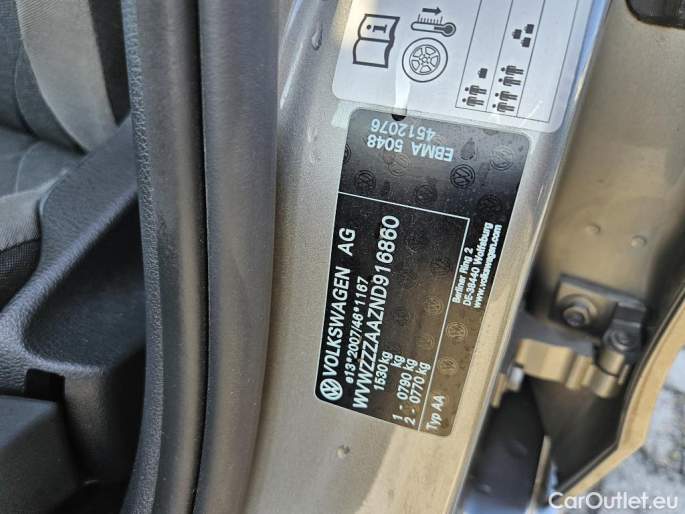 VOLKSWAGEN AG
e13*2007/46*1167
WVWZZZAAZND916860
1530 kg
kg
1 - 0790 kg
2 - 0770 kg
Typ AA
EBMA 5048
4512076
Berliner Ring 2
DE-38440 Wolfsburg
www.volkswagen.com
CarOutlet.eu